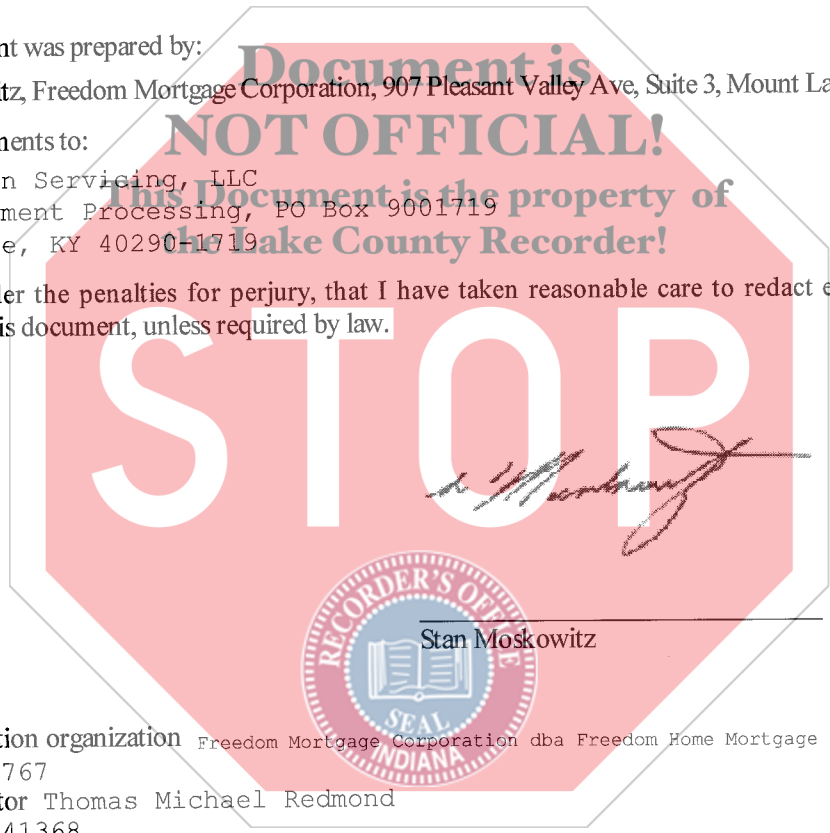 nt was prepared by:
Document is
itz, Freedom Mortgage Corporation, 907 Pleasant Valley Ave, Suite 3, Mount La
NOT OFFICIAL!
nents to:
n Servicing, LLC
This Document is the property of
ment Processing, PO Box 9001719
the Lake County Recorder!
e, KY 40290-1719
er the penalties for perjury, that I have taken reasonable care to redact e
is document, unless required by law.
STOP
RECORDER'S OFFICE
SEAL
INDIANA
Stan Moskowitz
tion organization Freedom Mortgage Corporation dba Freedom Home Mortgage
767
tor Thomas Michael Redmond
41368